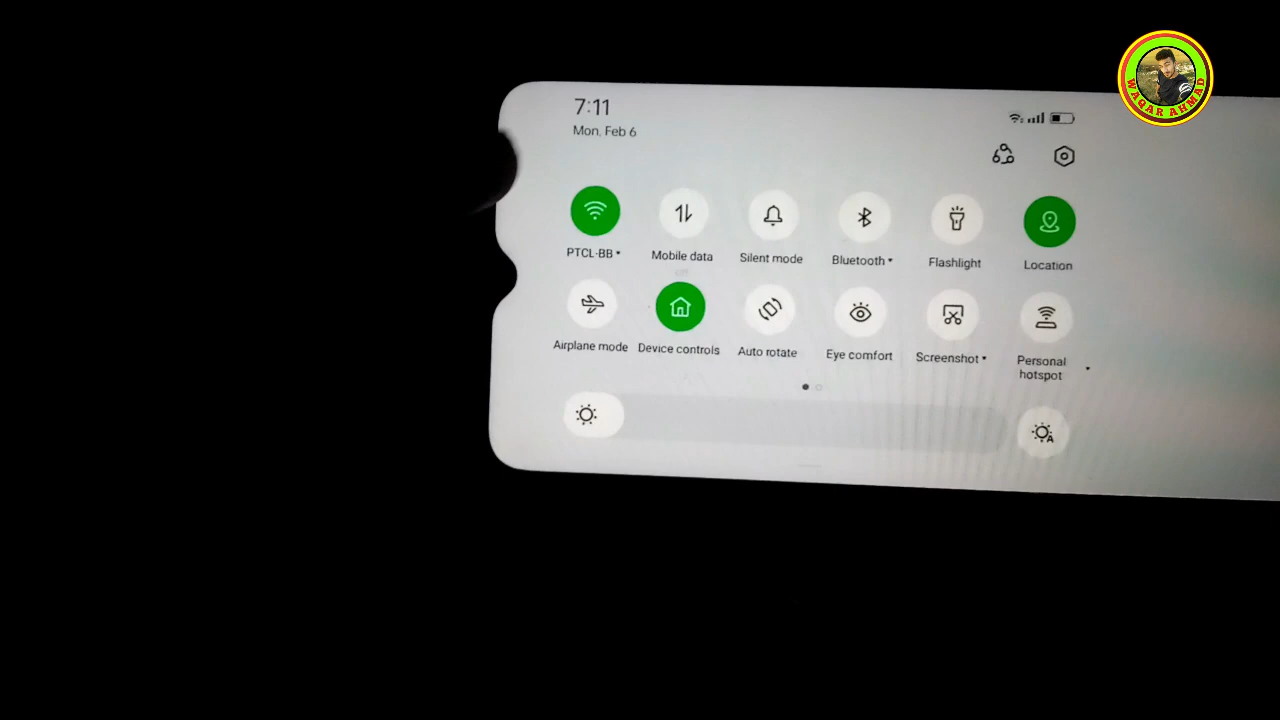 7:11
Mon, Feb 6
WAQAR AHMAD
PTCL-BB
Mobile data
Silent mode
Bluetooth
Flashlight
Location
Airplane mode
Device controls
Auto rotate
Eye comfort
Screenshot
Personal
hotspot